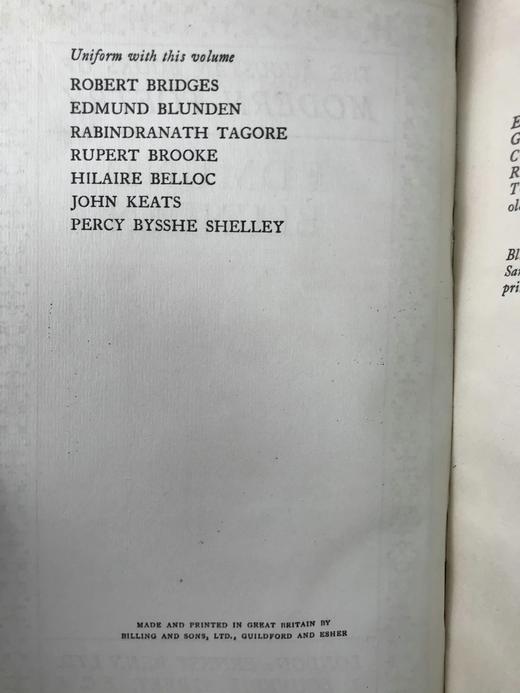 Uniform with this volume
ROBERT BRIDGES
EDMUND BLUNDEN
RABINDRANATH TAGORE
RUPERT BROOKE
HILAIRE BELLOC
JOHN KEATS
PERCY BYSSHE SHELLEY
MADE AND PRINTED IN GREAT BRITAIN BY
BILLING AND SONS, LTD., GUILDFORD AND ESHER